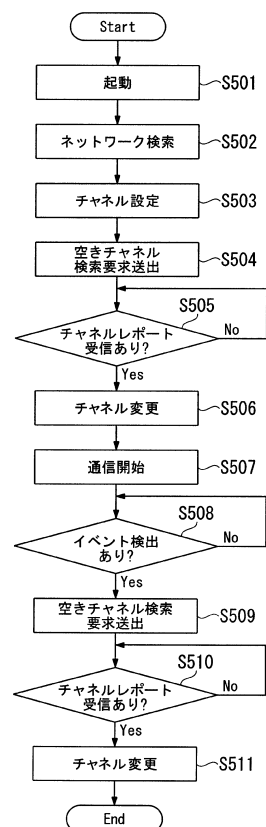 Start
起動
S501
ネットワーク検索
S502
チャネル設定
S503
空きチャネル
検索要求送出
S504
S505
チャネルレポート
受信あり?
No
Yes
チャネル変更
S506
通信開始
S507
S508
イベント検出
あり?
No
Yes
空きチャネル検索
要求送出
S509
S510
チャネルレポート
受信あり?
No
Yes
チャネル変更
S511
End